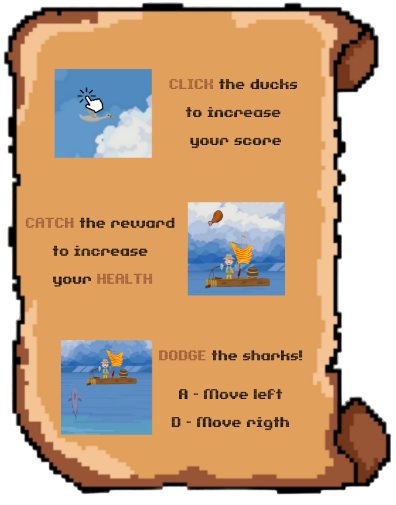 CLICK the ducks
to increase
your score
CATCH the reward
to increase
your HEALTH
DODGE the sharks!
A - Move left
D - Move rigth